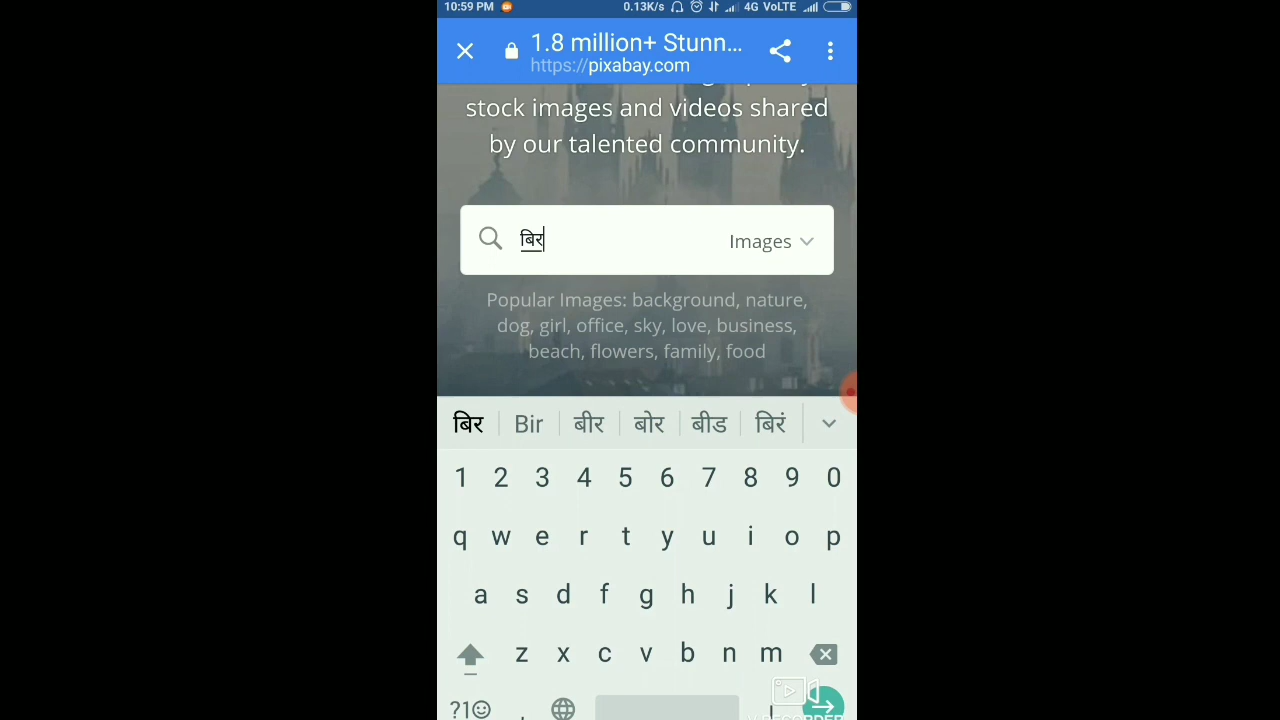 10:59 PM 0.13K/s 4G VoLTE
1.8 million+ Stunn...
https://pixabay.com
stock images and videos shared
by our talented community.
बिर Images
Popular Images: background, nature,
dog, girl, office, sky, love, business,
beach, flowers, family, food
बिर Bir बीर बोर बीड बिरं
1 2 3 4 5 6 7 8 9 0
q w e r t y u i o p
a s d f g h j k l
z x c v b n m
?1☺ ,
V RECORDER